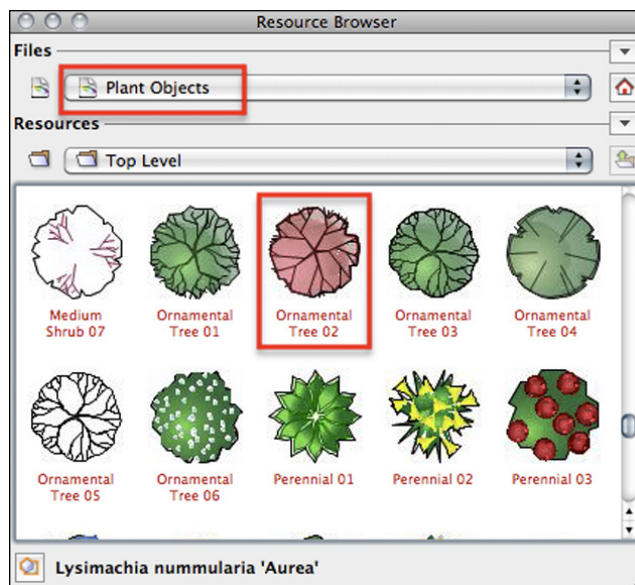 Resource Browser
Files
Plant Objects
Resources
Top Level
Medium
Shrub 07
Ornamental
Tree 01
Ornamental
Tree 02
Ornamental
Tree 03
Ornamental
Tree 04
Ornamental
Tree 05
Ornamental
Tree 06
Perennial 01
Perennial 02
Perennial 03
Lysimachia nummularia 'Aurea'